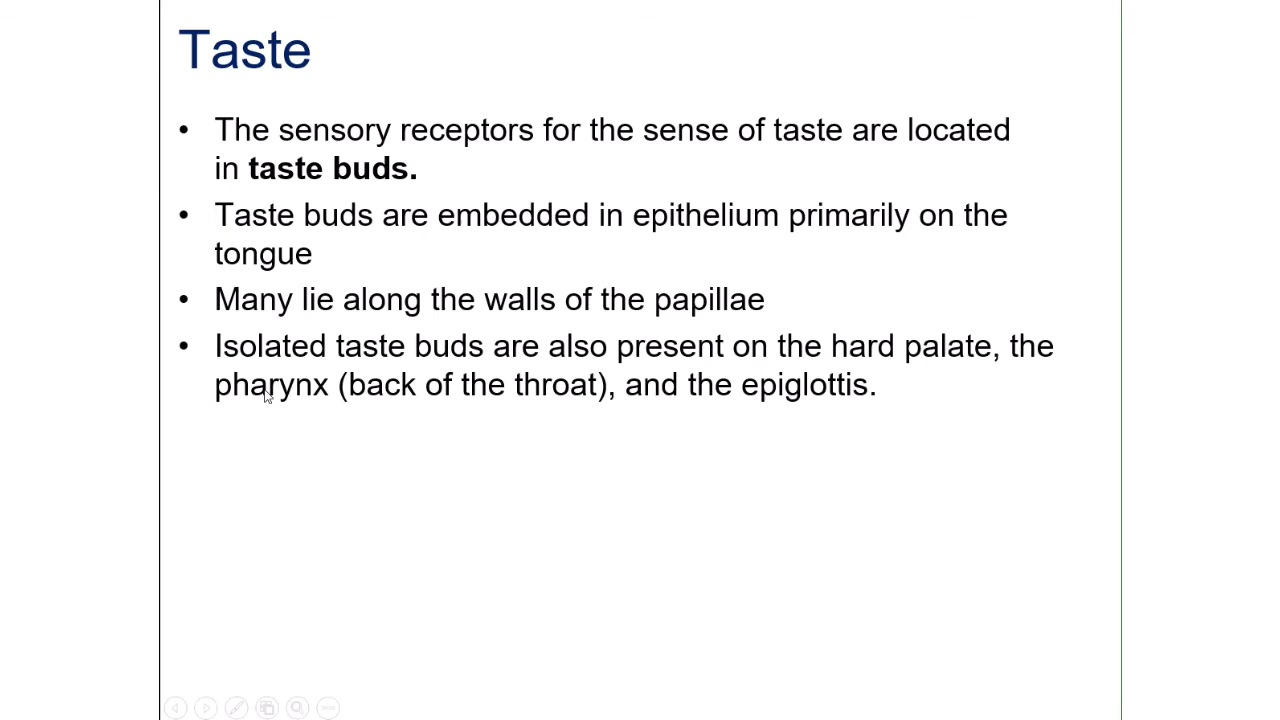 Taste
• The sensory receptors for the sense of taste are located
in taste buds.
• Taste buds are embedded in epithelium primarily on the
tongue
• Many lie along the walls of the papillae
• Isolated taste buds are also present on the hard palate, the
pharynx (back of the throat), and the epiglottis.